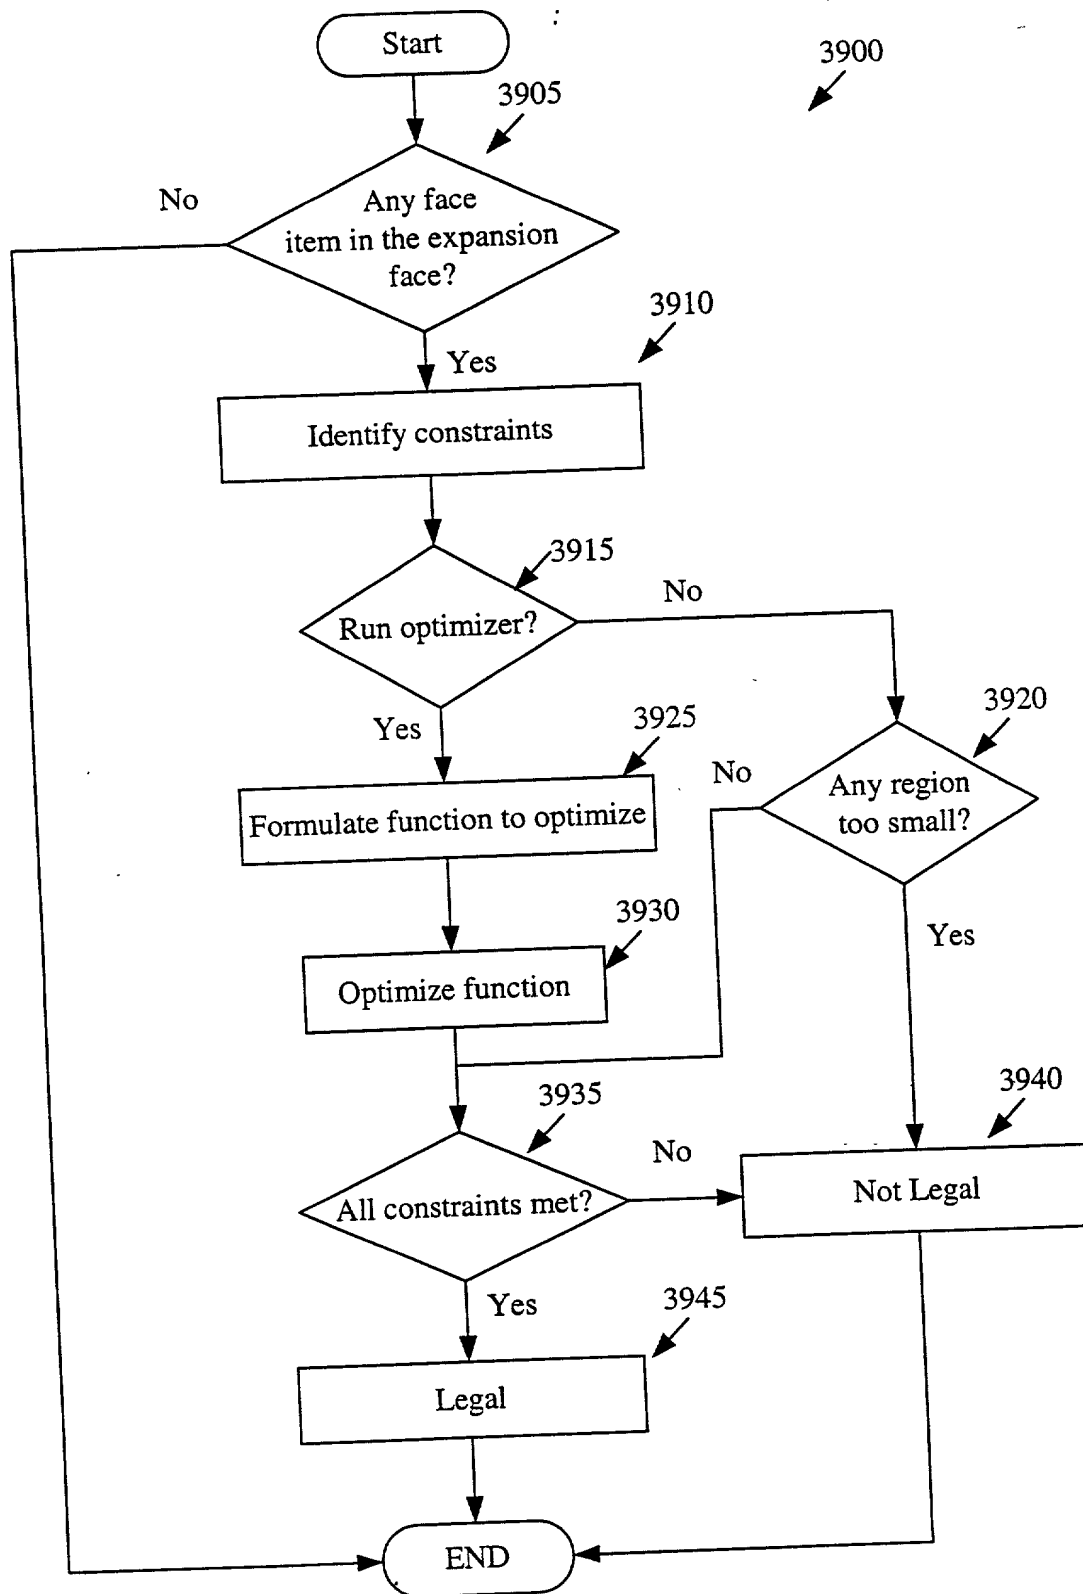 Start
3900
3905
No
Any face
item in the expansion
face?
3910
Yes
Identify constraints
3915
No
Run optimizer?
3920
Yes
3925
No
Any region
too small?
Formulate function to optimize
3930
Yes
Optimize function
3940
3935
No
Not Legal
All constraints met?
Yes
3945
Legal
END